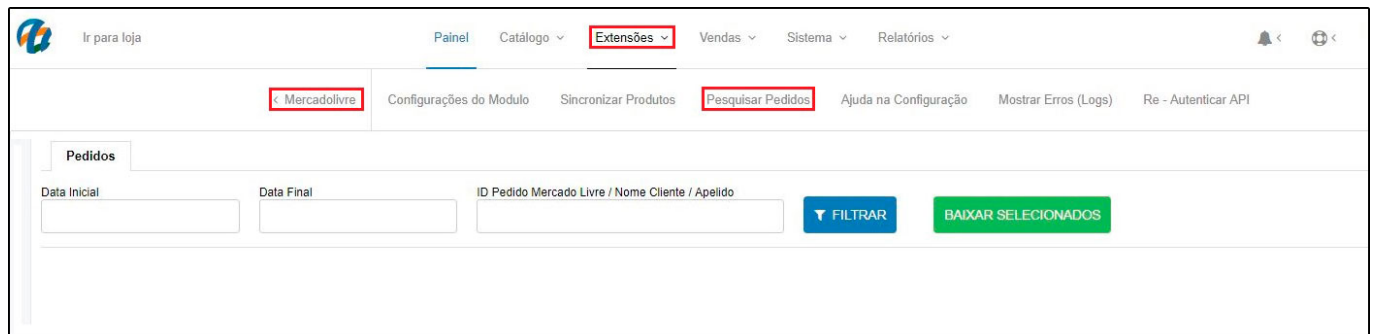 Ir para loja Painel Catálogo Extensões Vendas Sistema Relatórios
< Mercadolivre Configurações do Modulo Sincronizar Produtos Pesquisar Pedidos Ajuda na Configuração Mostrar Erros (Logs) Re - Autenticar API
Pedidos
Data Inicial Data Final ID Pedido Mercado Livre / Nome Cliente / Apelido
FILTRAR BAIXAR SELECIONADOS